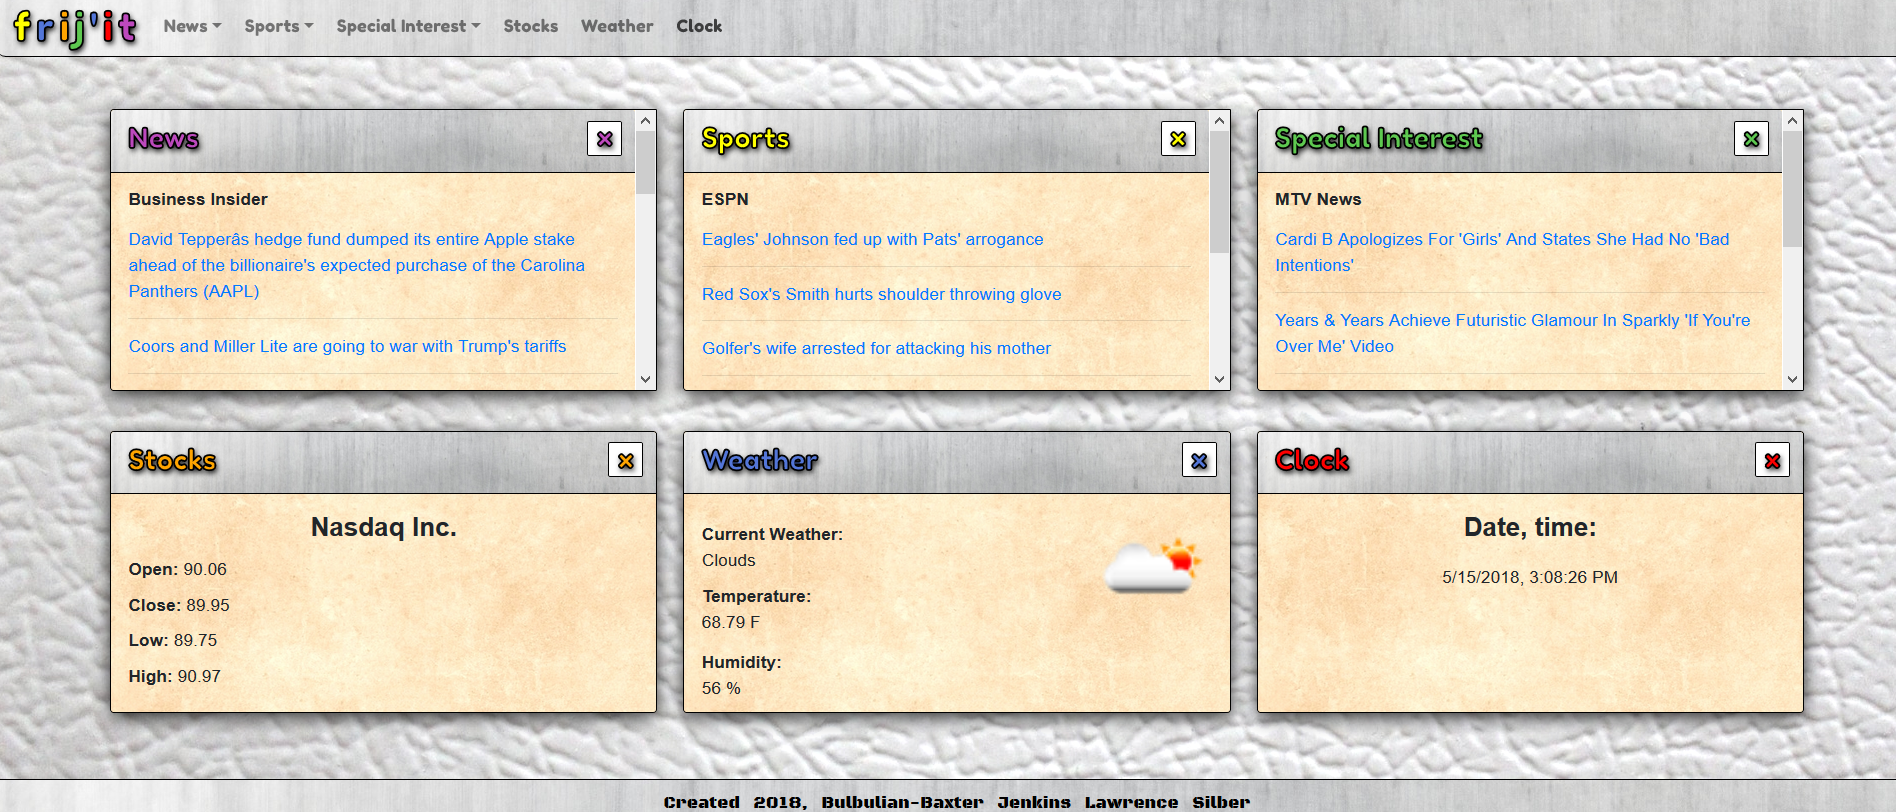 frij'it News Sports Special Interest Stocks Weather Clock
News
Business Insider
David Tepperâs hedge fund dumped its entire Apple stake
ahead of the billionaire's expected purchase of the Carolina
Panthers (AAPL)
Coors and Miller Lite are going to war with Trump's tariffs
Sports
ESPN
Eagles' Johnson fed up with Pats' arrogance
Red Sox's Smith hurts shoulder throwing glove
Golfer's wife arrested for attacking his mother
Special Interest
MTV News
Cardi B Apologizes For 'Girls' And States She Had No 'Bad
Intentions'
Years & Years Achieve Futuristic Glamour In Sparkly 'If You're
Over Me' Video
Stocks
Nasdaq Inc.
Open: 90.06
Close: 89.95
Low: 89.75
High: 90.97
Weather
Current Weather:
Clouds
Temperature:
68.79 F
Humidity:
56 %
Clock
Date, time:
5/15/2018, 3:08:26 PM
Created 2018, Bulbulian-Baxter Jenkins Lawrence Silber